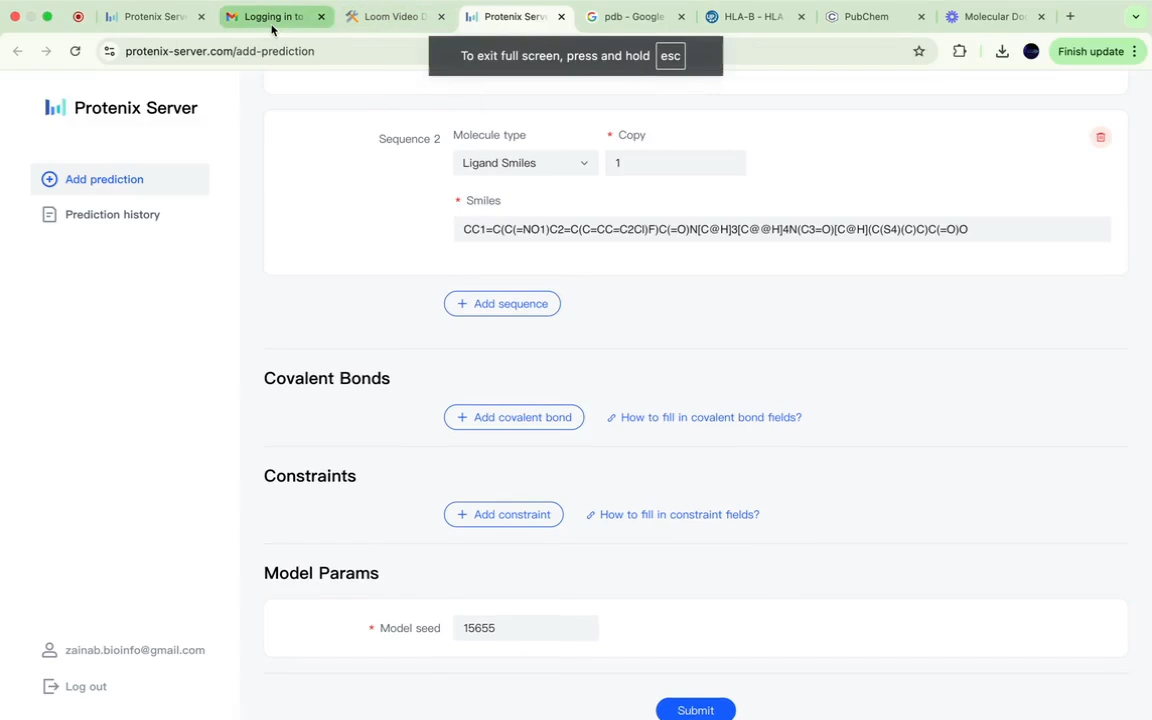 Protenix Serv
Logging in to
Loom Video D
Protenix Serv
pdb - Google
HLA-B - HLA
PubChem
Molecular Do
protenix-server.com/add-prediction
To exit full screen, press and hold esc
Finish update
Protenix Server
Add prediction
Prediction history
Sequence 2
Molecule type
* Copy
Ligand Smiles
1
* Smiles
CC1=C(C(=NO1)C2=C(C=CC=C2Cl)F)C(=O)N[C@H]3[C@@H]4N(C3=O)[C@H](C(S4)(C)C)C(=O)O
+ Add sequence
Covalent Bonds
+ Add covalent bond
How to fill in covalent bond fields?
Constraints
+ Add constraint
How to fill in constraint fields?
Model Params
* Model seed
15655
zainab.bioinfo@gmail.com
Log out
Submit